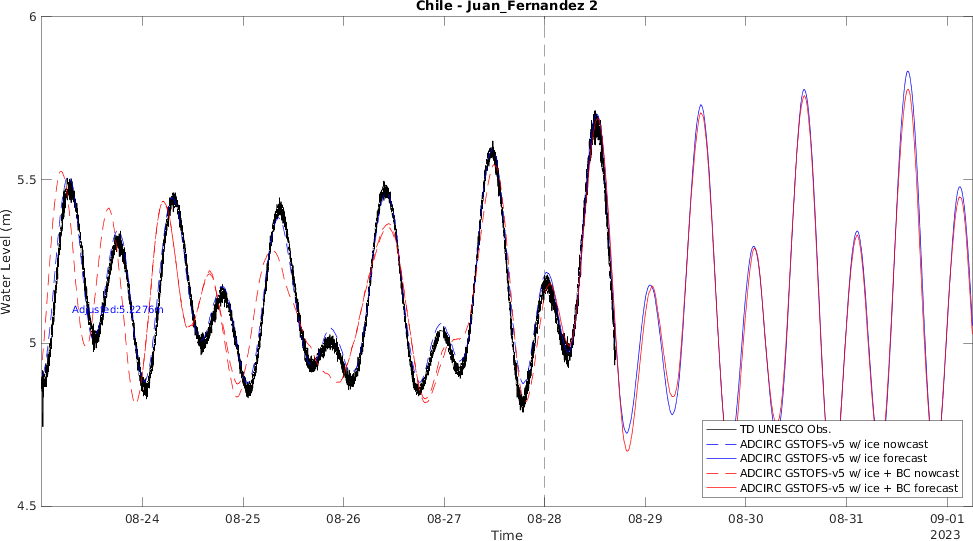 Chile - Juan_Fernandez 2
6
5.5
5
4.5
Water Level (m)
Adjusted:5.2276m
08-24
08-25
08-26
08-27
08-28
08-29
08-30
08-31
09-01
2023
Time
TD UNESCO Obs.
ADCIRC GSTOFS-v5 w/ ice nowcast
ADCIRC GSTOFS-v5 w/ ice forecast
ADCIRC GSTOFS-v5 w/ ice + BC nowcast
ADCIRC GSTOFS-v5 w/ ice + BC forecast